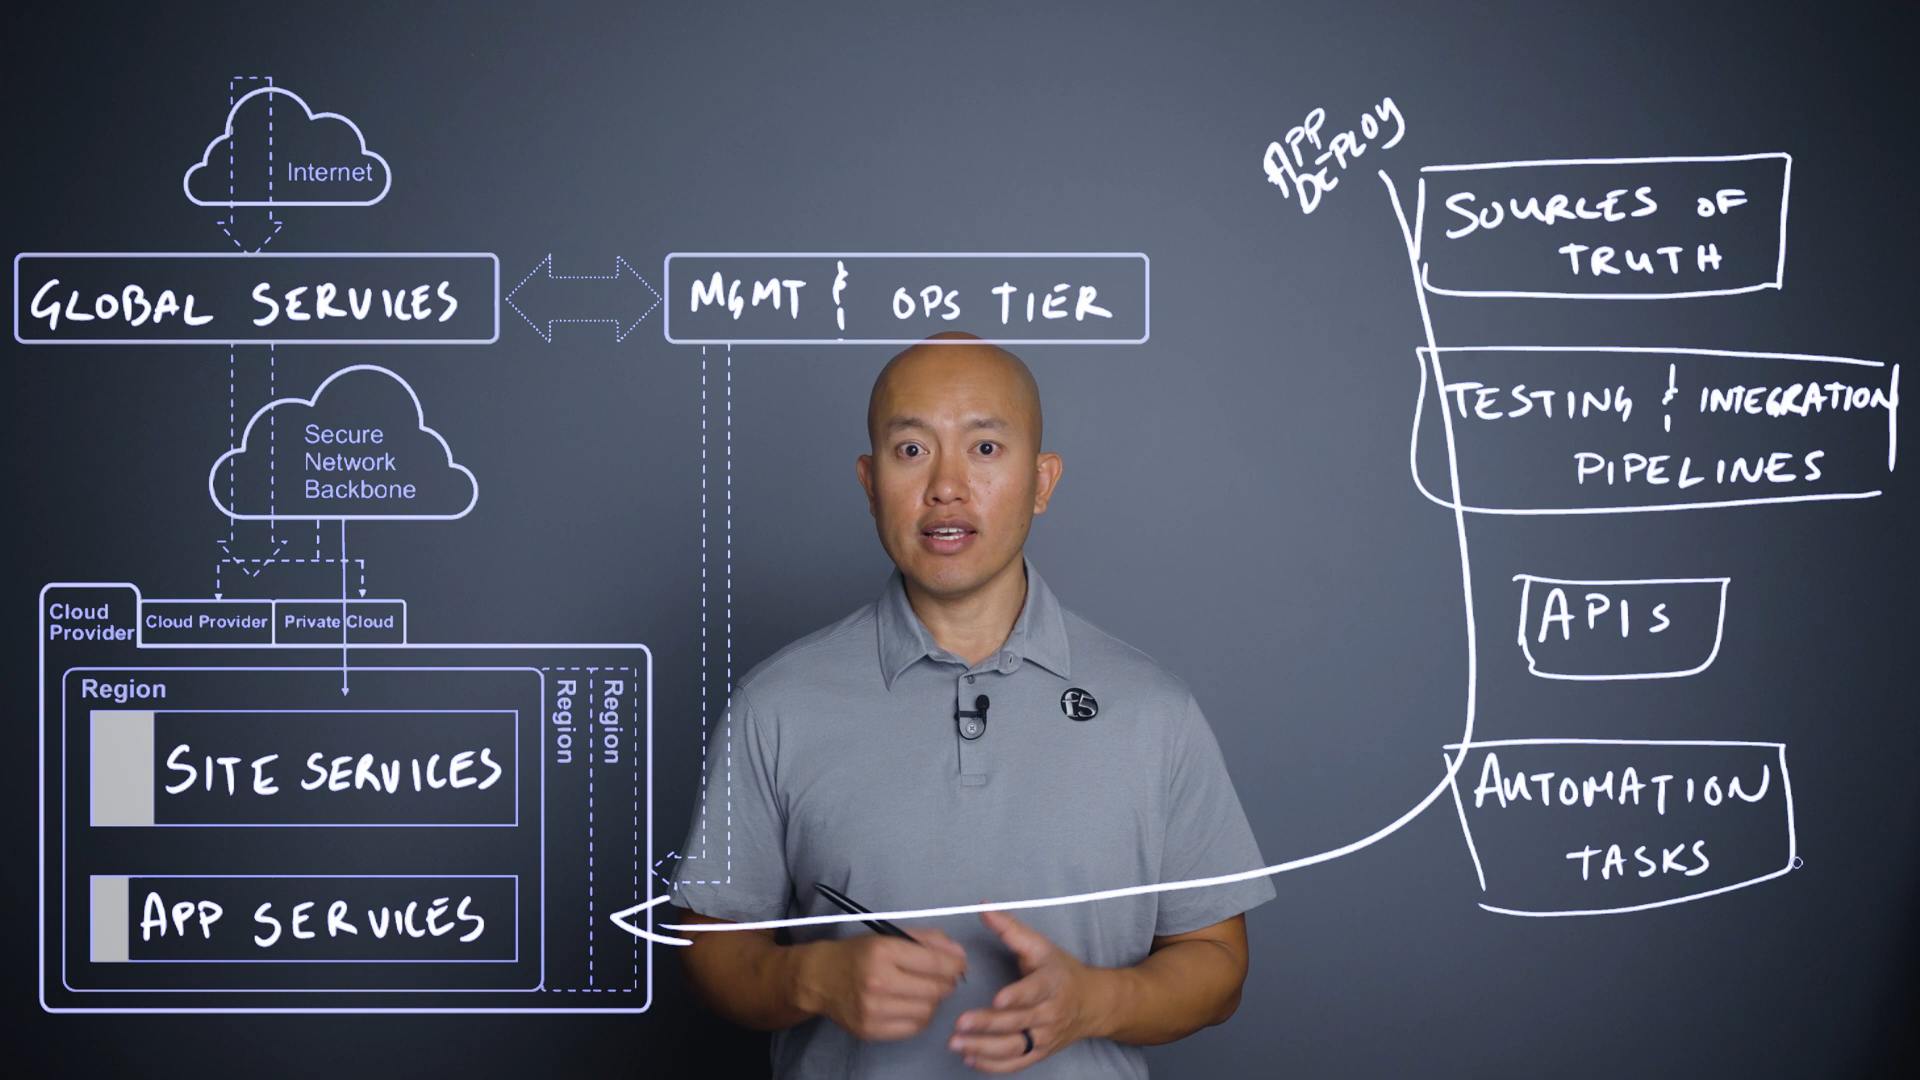 Internet
GLOBAL SERVICES
MGMT & OPS TIER
Secure
Network
Backbone
Cloud
Provider
Cloud Provider
Private Cloud
Region
Region
Region
SITE SERVICES
APP SERVICES
f5
APP
DEPLOY
SOURCES OF
TRUTH
TESTING & INTEGRATION
PIPELINES
APIs
AUTOMATION
TASKS